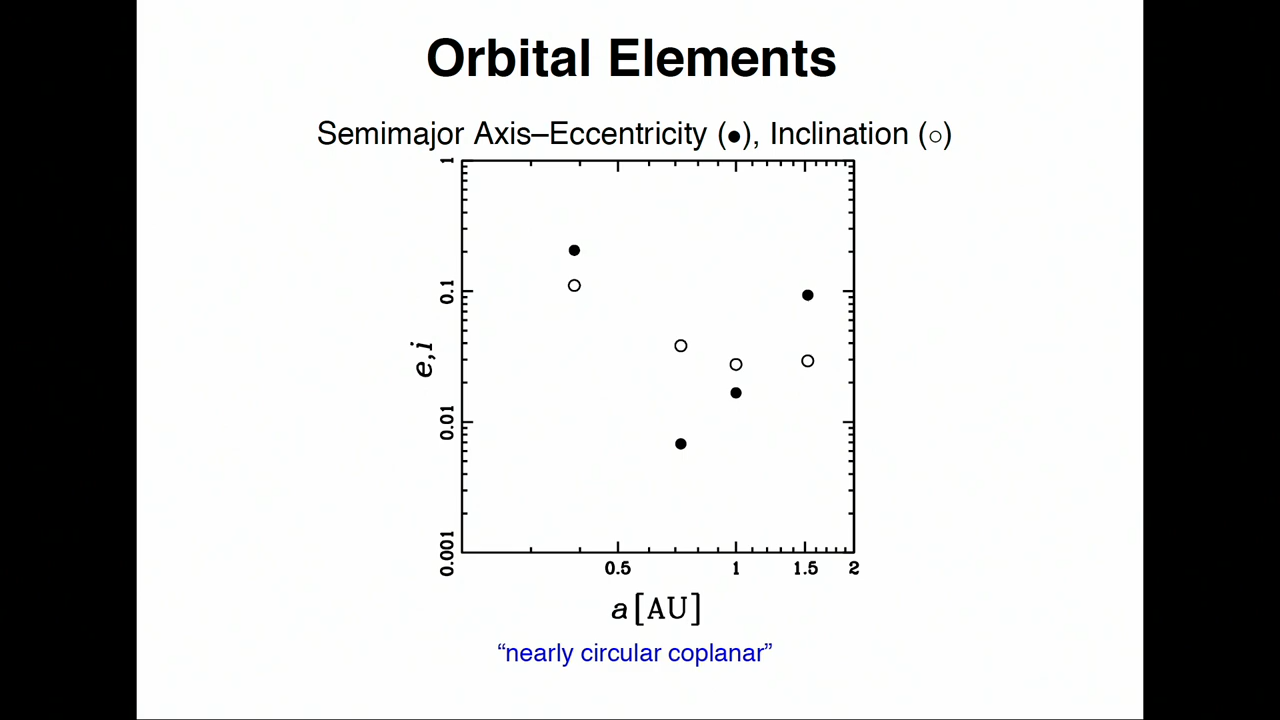 Orbital Elements
Semimajor Axis–Eccentricity (●), Inclination (○)
1
0.1
0.01
0.001
e,i
0.5 1 1.5 2
a[AU]
“nearly circular coplanar”